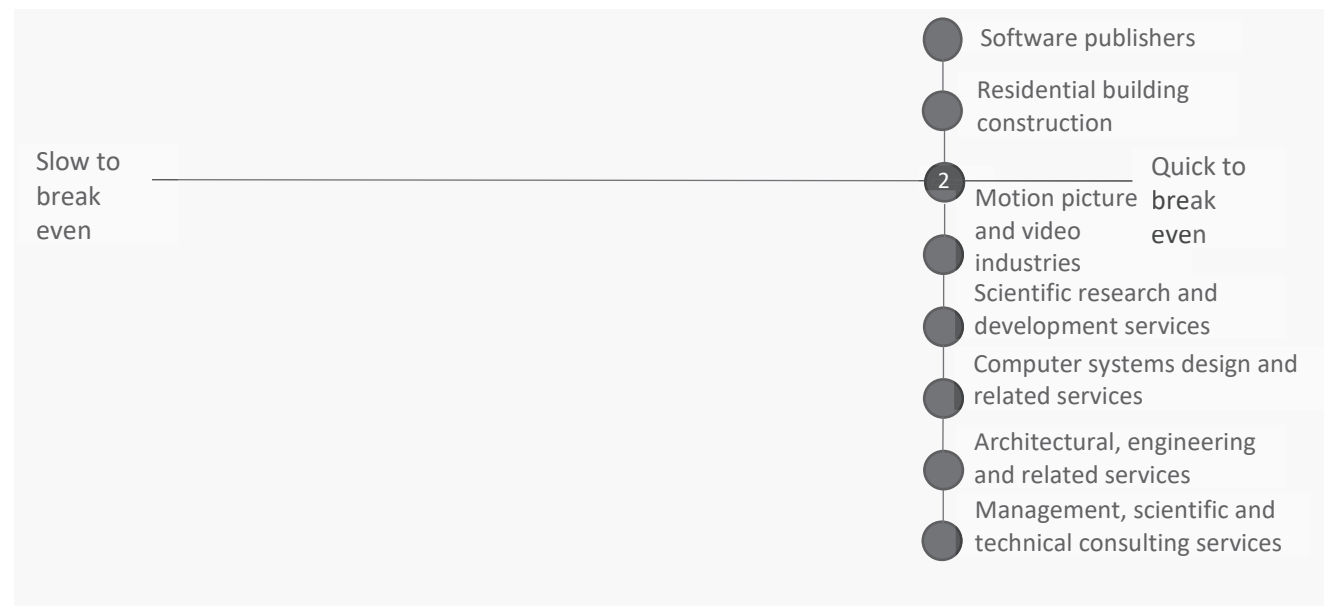 Software publishers
Residential building
construction
Slow to
break
even
2
Quick to
break
even
Motion picture
and video
industries
Scientific research and
development services
Computer systems design and
related services
Architectural, engineering
and related services
Management, scientific and
technical consulting services